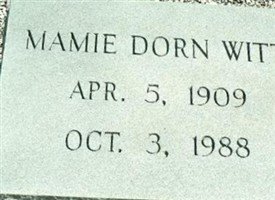 MAMIE DORN WITT
APR. 5, 1909
OCT. 3, 1988